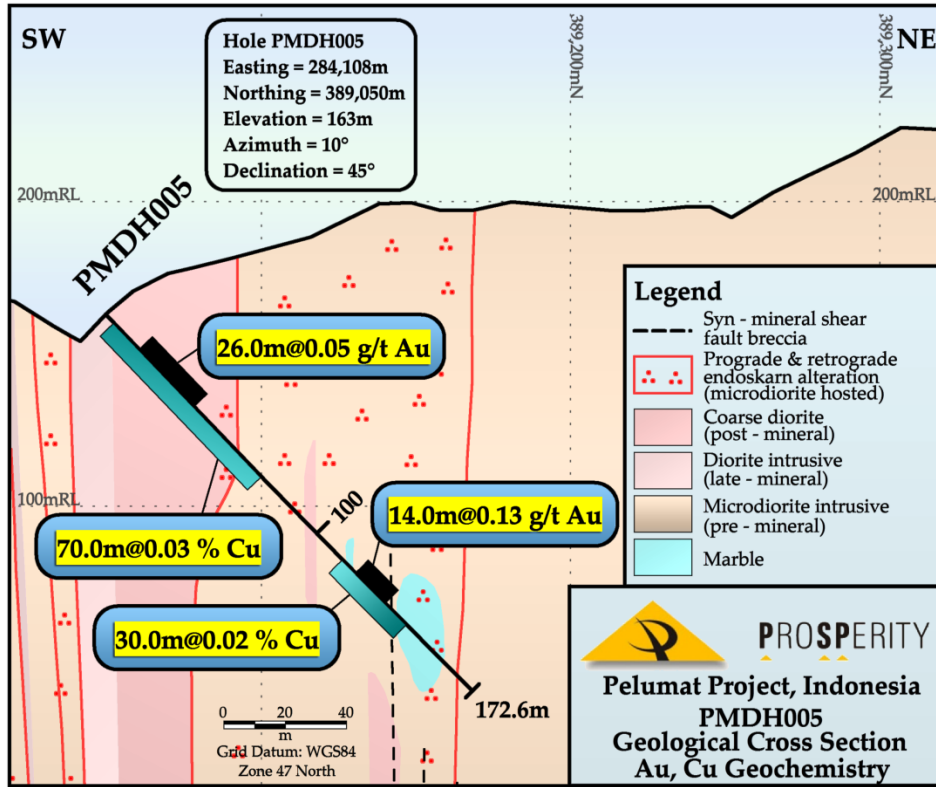 SW
Hole PMDH005
Easting = 284,108m
Northing = 389,050m
Elevation = 163m
Azimuth = 10°
Declination = 45°
389,200mN
389,300mN
NE
200mRL
200mRL
PMDH005
26.0m@0.05 g/t Au
100mRL
100
14.0m@0.13 g/t Au
70.0m@0.03 % Cu
30.0m@0.02 % Cu
172.6m
0 20 40
m
Grid Datum: WGS84
Zone 47 North
Legend
Syn - mineral shear
fault breccia
Prograde & retrograde
endoskarn alteration
(microdiorite hosted)
Coarse diorite
(post - mineral)
Diorite intrusive
(late - mineral)
Microdiorite intrusive
(pre - mineral)
Marble
PROSPERITY
Pelumat Project, Indonesia
PMDH005
Geological Cross Section
Au, Cu Geochemistry